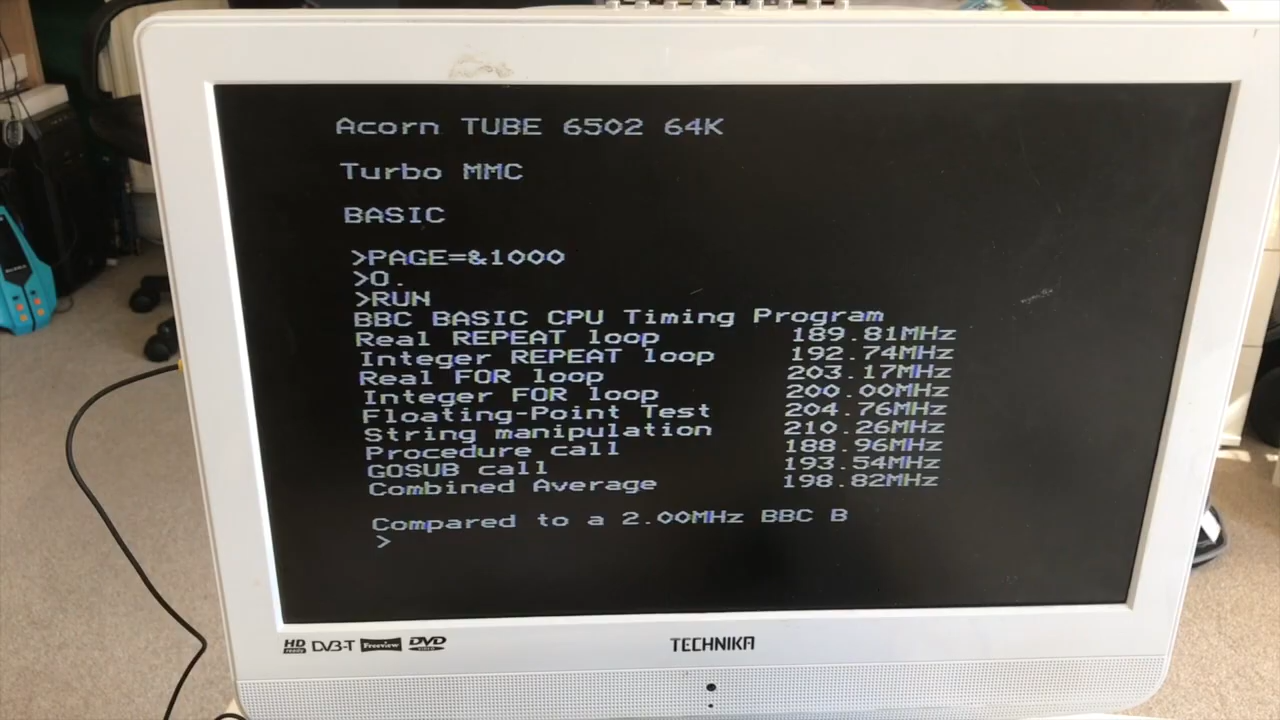 Acorn TUBE 6502 64K
Turbo MMC
BASIC
>PAGE=&1000
>O.
>RUN
BBC BASIC CPU Timing Program
Real REPEAT loop 189.81MHz
Integer REPEAT loop 192.74MHz
Real FOR loop 203.17MHz
Integer FOR loop 200.00MHz
Floating-Point Test 204.76MHz
String manipulation 210.26MHz
Procedure call 188.96MHz
GOSUB call 193.54MHz
Combined Average 198.82MHz
Compared to a 2.00MHz BBC B
>
HD ready DVB-T Freeview DVD VIDEO
TECHNIKA